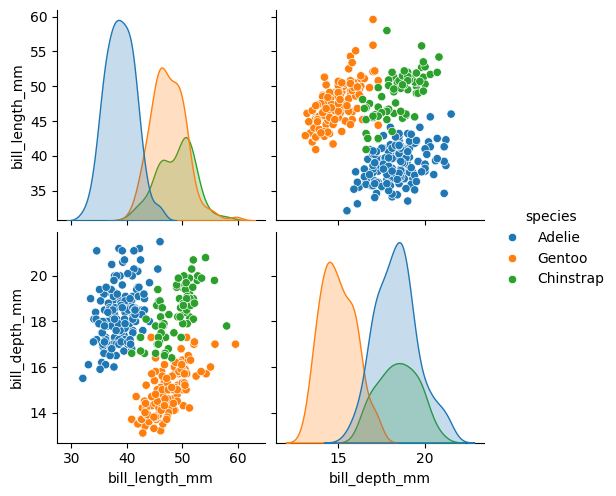 60
55
50
45
40
35
bill_length_mm
species
Adelie
Gentoo
Chinstrap
20
18
16
14
bill_depth_mm
30 40 50 60
15 20
bill_length_mm bill_depth_mm